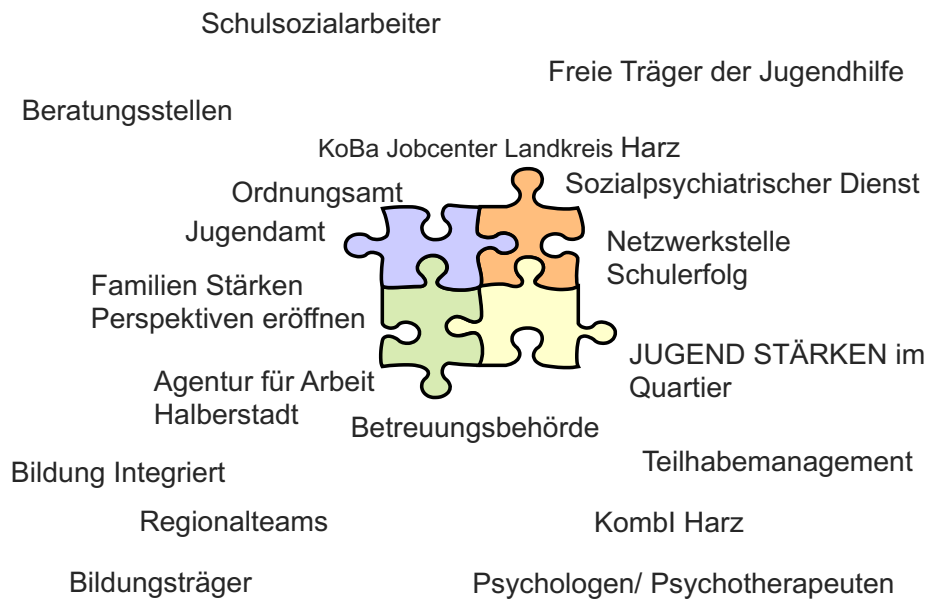 Schulsozialarbeiter
Freie Träger der Jugendhilfe
Beratungsstellen
KoBa Jobcenter Landkreis Harz
Ordnungsamt
Sozialpsychiatrischer Dienst
Jugendamt
Netzwerkstelle
Schulerfolg
Familien Stärken
Perspektiven eröffnen
JUGEND STÄRKEN im
Quartier
Agentur für Arbeit
Halberstadt
Betreuungsbehörde
Teilhabemanagement
Bildung Integriert
Regionalteams
KombI Harz
Bildungsträger
Psychologen/ Psychotherapeuten